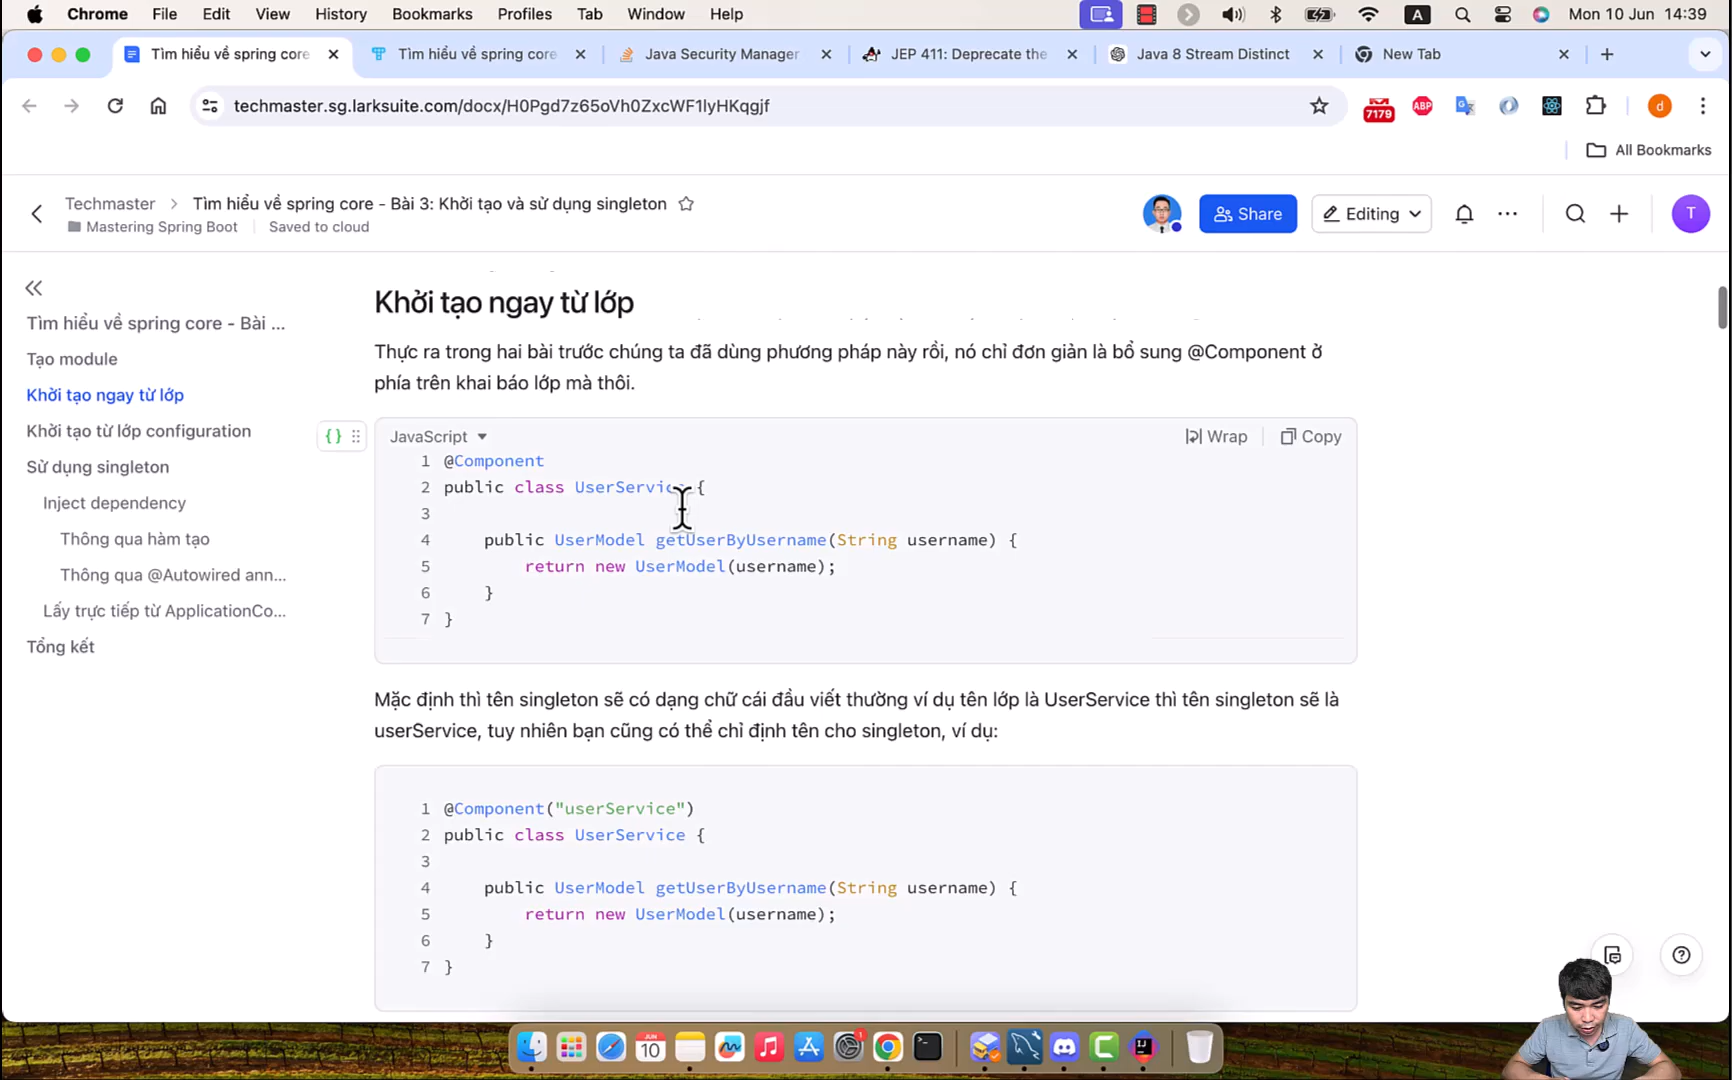 Chrome File Edit View History Bookmarks Profiles Tab Window Help A Mon 10 Jun 14:39
Tìm hiểu về spring core Tìm hiểu về spring core Java Security Manager JEP 411: Deprecate the Java 8 Stream Distinct New Tab
techmaster.sg.larksuite.com/docx/H0Pgd7z65oVh0ZxcWF1lyHKqgjf 7179 ABP d
All Bookmarks
Techmaster > Tìm hiểu về spring core - Bài 3: Khởi tạo và sử dụng singleton
Mastering Spring Boot | Saved to cloud
Share Editing T
Tìm hiểu về spring core - Bài ...
Tạo module
Khởi tạo ngay từ lớp
Khởi tạo từ lớp configuration
Sử dụng singleton
Inject dependency
Thông qua hàm tạo
Thông qua @Autowired ann...
Lấy trực tiếp từ ApplicationCo...
Tổng kết
Khởi tạo ngay từ lớp
Thực ra trong hai bài trước chúng ta đã dùng phương pháp này rồi, nó chỉ đơn giản là bổ sung @Component ở
phía trên khai báo lớp mà thôi.
{} JavaScript Wrap Copy
1 @Component
2 public class UserService {
3
4 public UserModel getUserByUsername(String username) {
5 return new UserModel(username);
6 }
7 }
Mặc định thì tên singleton sẽ có dạng chữ cái đầu viết thường ví dụ tên lớp là UserService thì tên singleton sẽ là
userService, tuy nhiên bạn cũng có thể chỉ định tên cho singleton, ví dụ:
1 @Component("userService")
2 public class UserService {
3
4 public UserModel getUserByUsername(String username) {
5 return new UserModel(username);
6 }
7 }
JUN
10
1